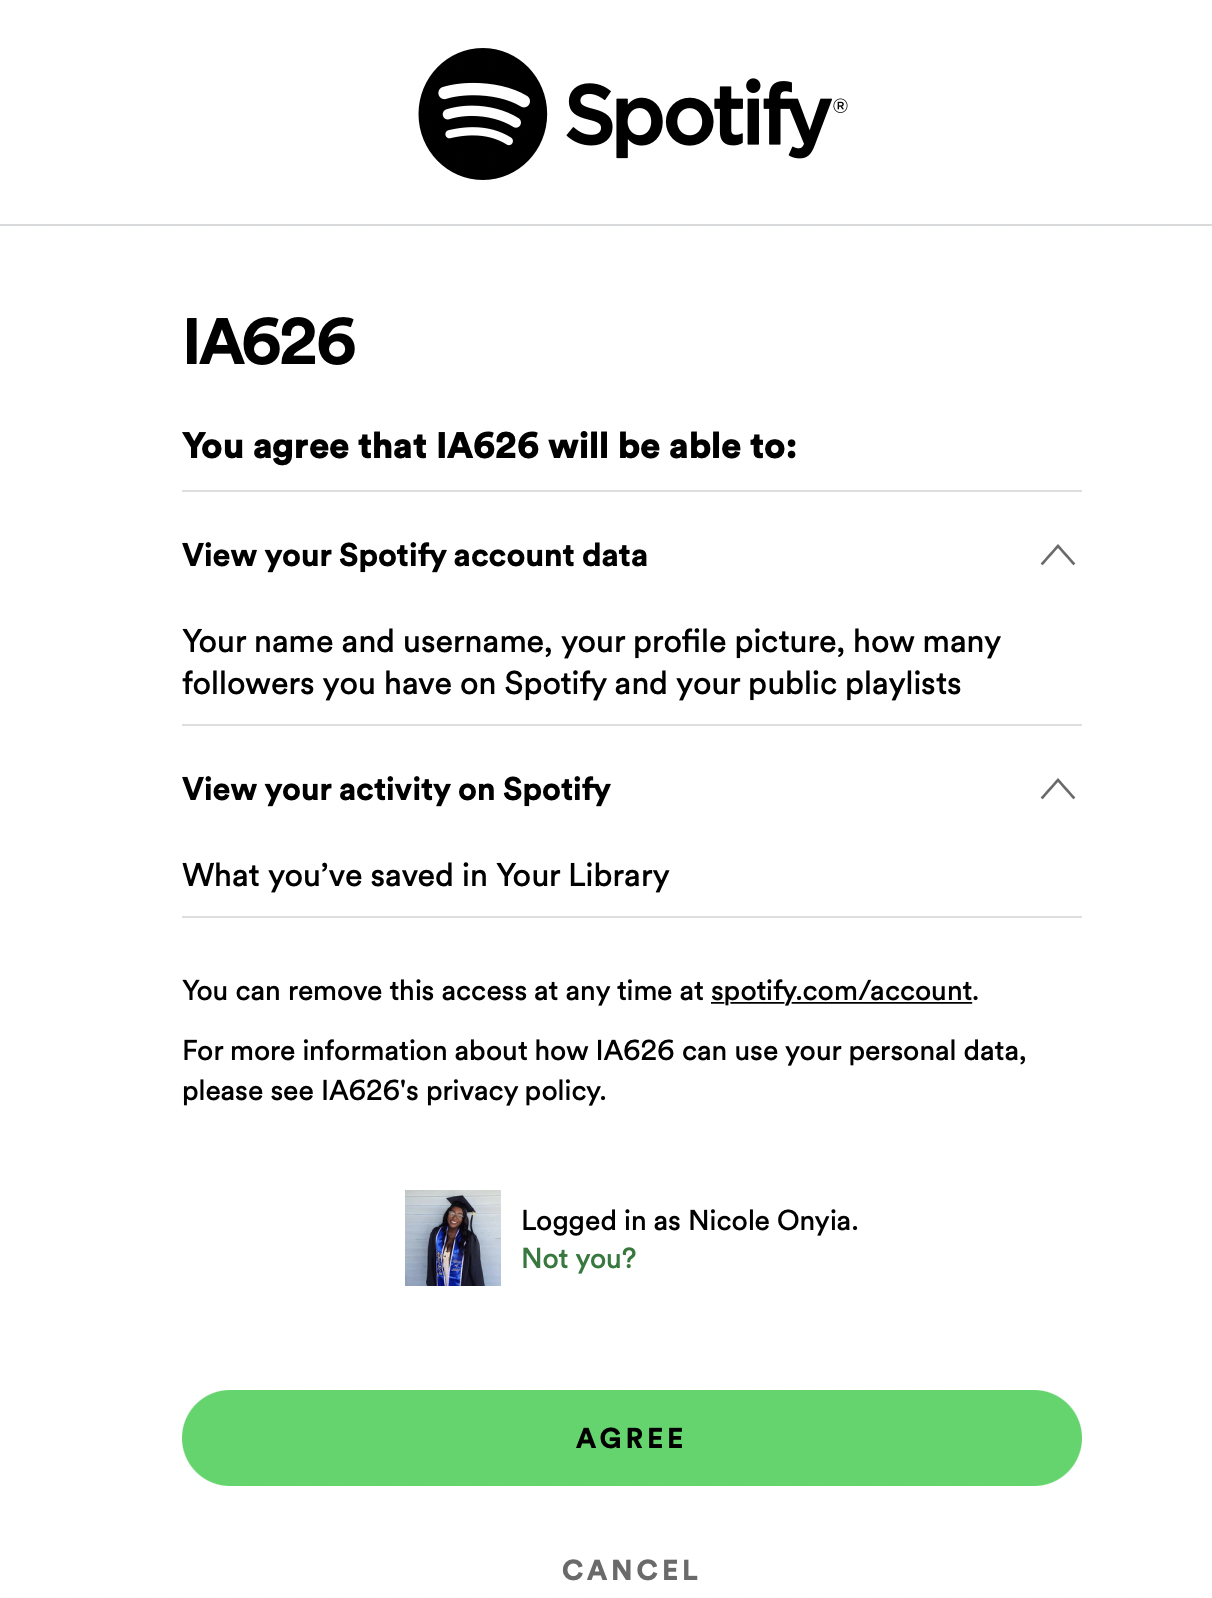 Spotify®
IA626
You agree that IA626 will be able to:
View your Spotify account data
Your name and username, your profile picture, how many
followers you have on Spotify and your public playlists
View your activity on Spotify
What you’ve saved in Your Library
You can remove this access at any time at spotify.com/account.
For more information about how IA626 can use your personal data,
please see IA626's privacy policy.
Logged in as Nicole Onyia.
Not you?
AGREE
CANCEL